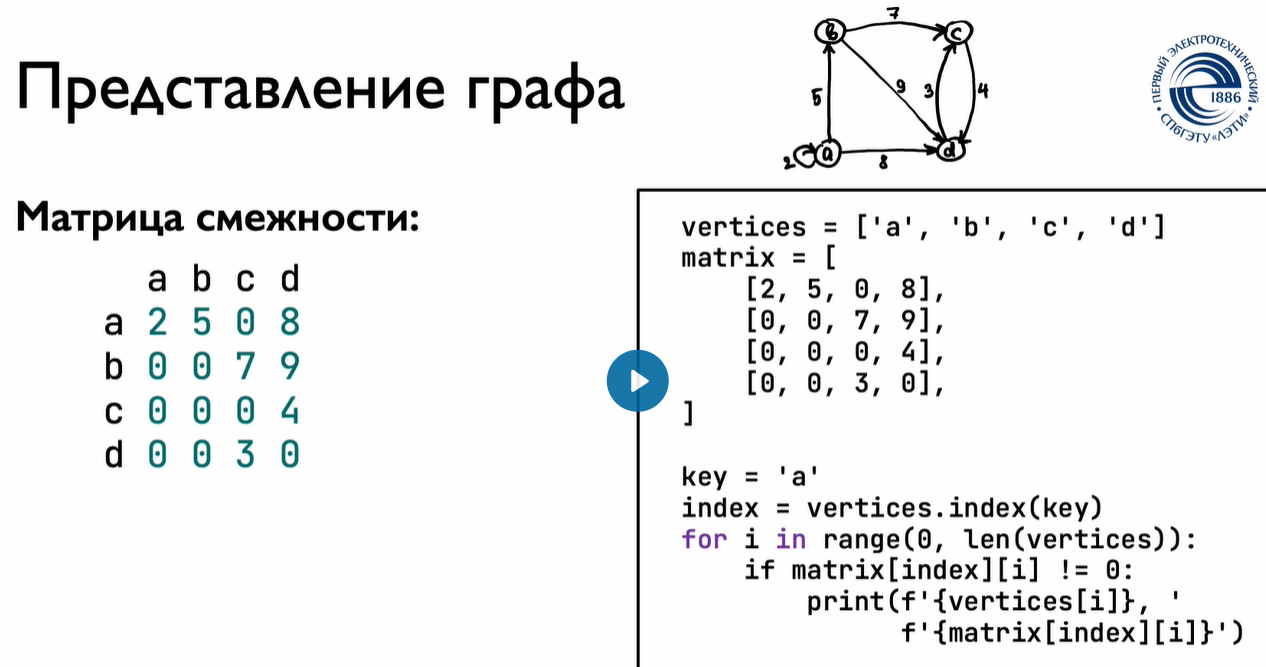 Представление графа
7
b
c
5
9
3
4
2
a
8
d
ПЕРВЫЙ ЭЛЕКТРОТЕХНИЧЕСКИЙ
1886
• СПбГЭТУ «ЛЭТИ» •
Матрица смежности:
a b c d
a 2 5 0 8
b 0 0 7 9
c 0 0 0 4
d 0 0 3 0
vertices = ['a', 'b', 'c', 'd']
matrix = [
[2, 5, 0, 8],
[0, 0, 7, 9],
[0, 0, 0, 4],
[0, 0, 3, 0],
]
key = 'a'
index = vertices.index(key)
for i in range(0, len(vertices)):
if matrix[index][i] != 0:
print(f'{vertices[i]}, '
f'{matrix[index][i]}')